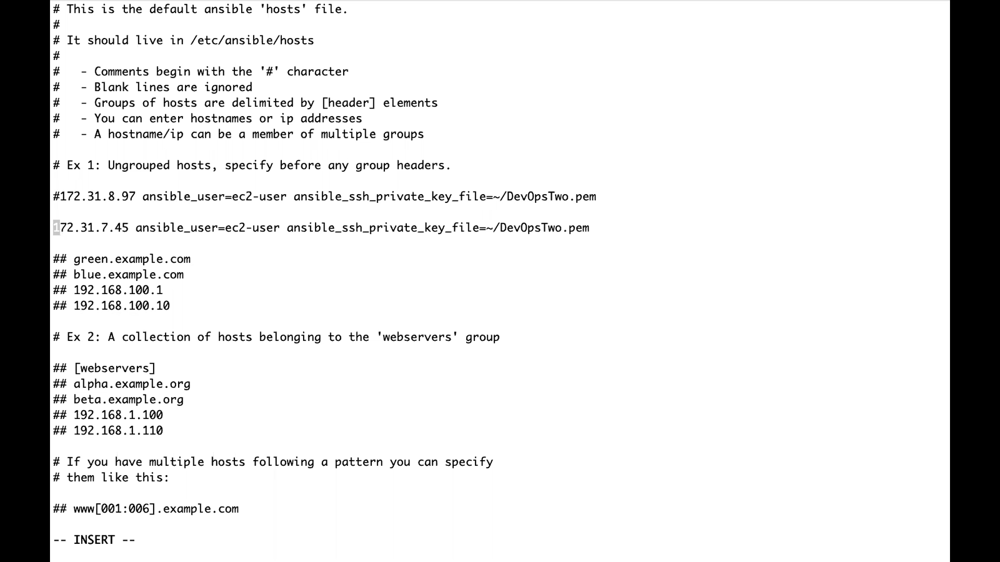 # This is the default ansible 'hosts' file.
#
# It should live in /etc/ansible/hosts
#
#   - Comments begin with the '#' character
#   - Blank lines are ignored
#   - Groups of hosts are delimited by [header] elements
#   - You can enter hostnames or ip addresses
#   - A hostname/ip can be a member of multiple groups
# Ex 1: Ungrouped hosts, specify before any group headers.
#172.31.8.97 ansible_user=ec2-user ansible_ssh_private_key_file=~/DevOpsTwo.pem
172.31.7.45 ansible_user=ec2-user ansible_ssh_private_key_file=~/DevOpsTwo.pem
## green.example.com
## blue.example.com
## 192.168.100.1
## 192.168.100.10
# Ex 2: A collection of hosts belonging to the 'webservers' group
## [webservers]
## alpha.example.org
## beta.example.org
## 192.168.1.100
## 192.168.1.110
# If you have multiple hosts following a pattern you can specify
# them like this:
## www[001:006].example.com
-- INSERT --